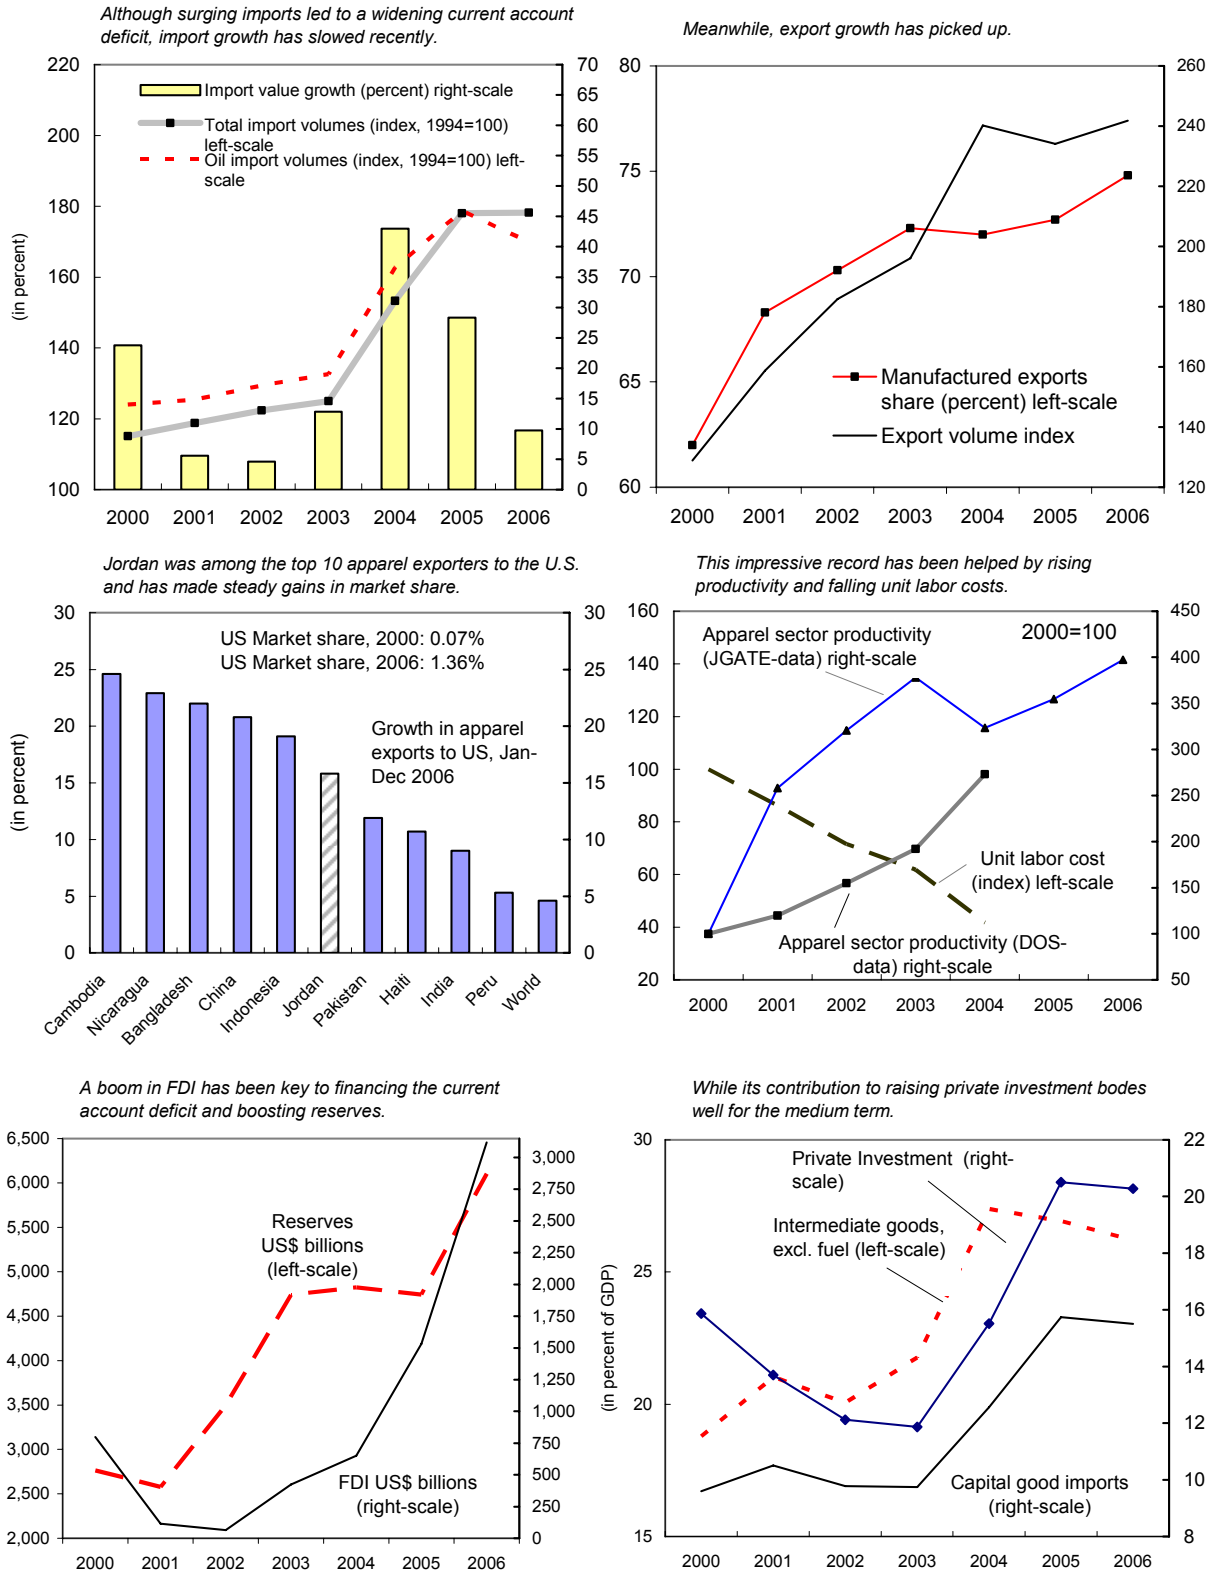 Although surging imports led to a widening current account
deficit, import growth has slowed recently.
220
200
180
160
140
120
100
(in percent)
70
65
60
55
50
45
40
35
30
25
20
15
10
5
0
Import value growth (percent) right-scale
Total import volumes (index, 1994=100)
left-scale
Oil import volumes (index, 1994=100) left-
scale
2000 2001 2002 2003 2004 2005 2006
Meanwhile, export growth has picked up.
80
75
70
65
60
260
240
220
200
180
160
140
120
Manufactured exports
share (percent) left-scale
Export volume index
2000 2001 2002 2003 2004 2005 2006
Jordan was among the top 10 apparel exporters to the U.S.
and has made steady gains in market share.
30
25
20
15
10
5
0
(in percent)
30
25
20
15
10
5
0
US Market share, 2000: 0.07%
US Market share, 2006: 1.36%
Growth in apparel
exports to US, Jan-
Dec 2006
Cambodia
Nicaragua
Bangladesh
China
Indonesia
Jordan
Pakistan
Haiti
India
Peru
World
This impressive record has been helped by rising
productivity and falling unit labor costs.
160
140
120
100
80
60
40
20
450
400
350
300
250
200
150
100
50
Apparel sector productivity
(JGATE-data) right-scale
2000=100
Unit labor cost
(index) left-scale
Apparel sector productivity (DOS-
data) right-scale
2000 2001 2002 2003 2004 2005 2006
A boom in FDI has been key to financing the current
account deficit and boosting reserves.
6,500
6,000
5,500
5,000
4,500
4,000
3,500
3,000
2,500
2,000
3,000
2,750
2,500
2,250
2,000
1,750
1,500
1,250
1,000
750
500
250
0
Reserves
US$ billions
(left-scale)
FDI US$ billions
(right-scale)
2000 2001 2002 2003 2004 2005 2006
While its contribution to raising private investment bodes
well for the medium term.
30
25
20
15
(in percent of GDP)
22
20
18
16
14
12
10
8
Private Investment (right-
scale)
Intermediate goods,
excl. fuel (left-scale)
Capital good imports
(right-scale)
2000 2001 2002 2003 2004 2005 2006